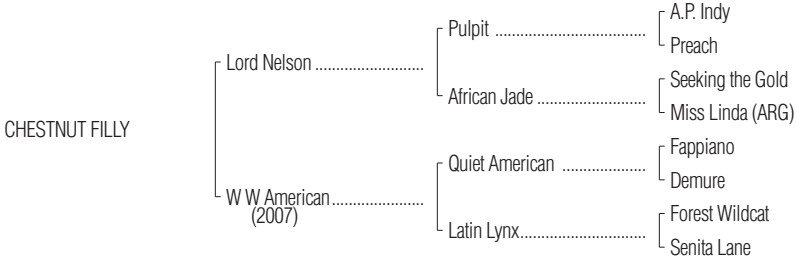 A.P. Indy
Pulpit ....................................
Preach
Lord Nelson .........................
Seeking the Gold
African Jade ..........................
Miss Linda (ARG)
CHESTNUT FILLY
Fappiano
Quiet American ....................
Demure
W W American.....................
(2007)
Forest Wildcat
Latin Lynx..............................
Senita Lane